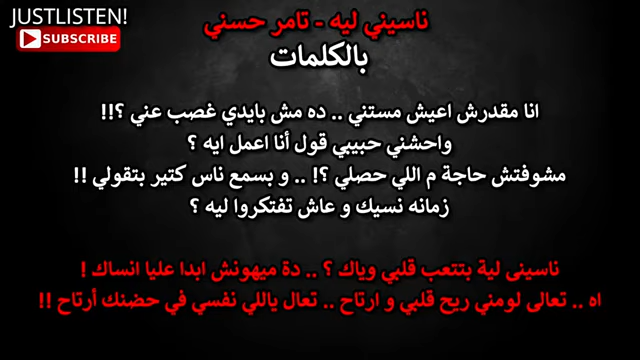 JUSTLISTEN!
SUBSCRIBE
ناسيني ليه - تامر حسني
بالكلمات
انا مقدرش اعيش مستني .. ده مش بايدي غصب عني ؟!!
واحشني حبيبي قول أنا اعمل ايه ؟
مشوفتش حاجة م اللي حصلي ؟! .. و بسمع ناس كتير بتقولي !!
زمانه نسيك و عاش تفتكروا ليه ؟
ناسينى لية بتتعب قلبي وياك ؟ .. دة ميهونش ابدا عليا انساك !
اه .. تعالى لومني ريح قلبي و ارتاح .. تعال ياللي نفسي في حضنك أرتاح !!